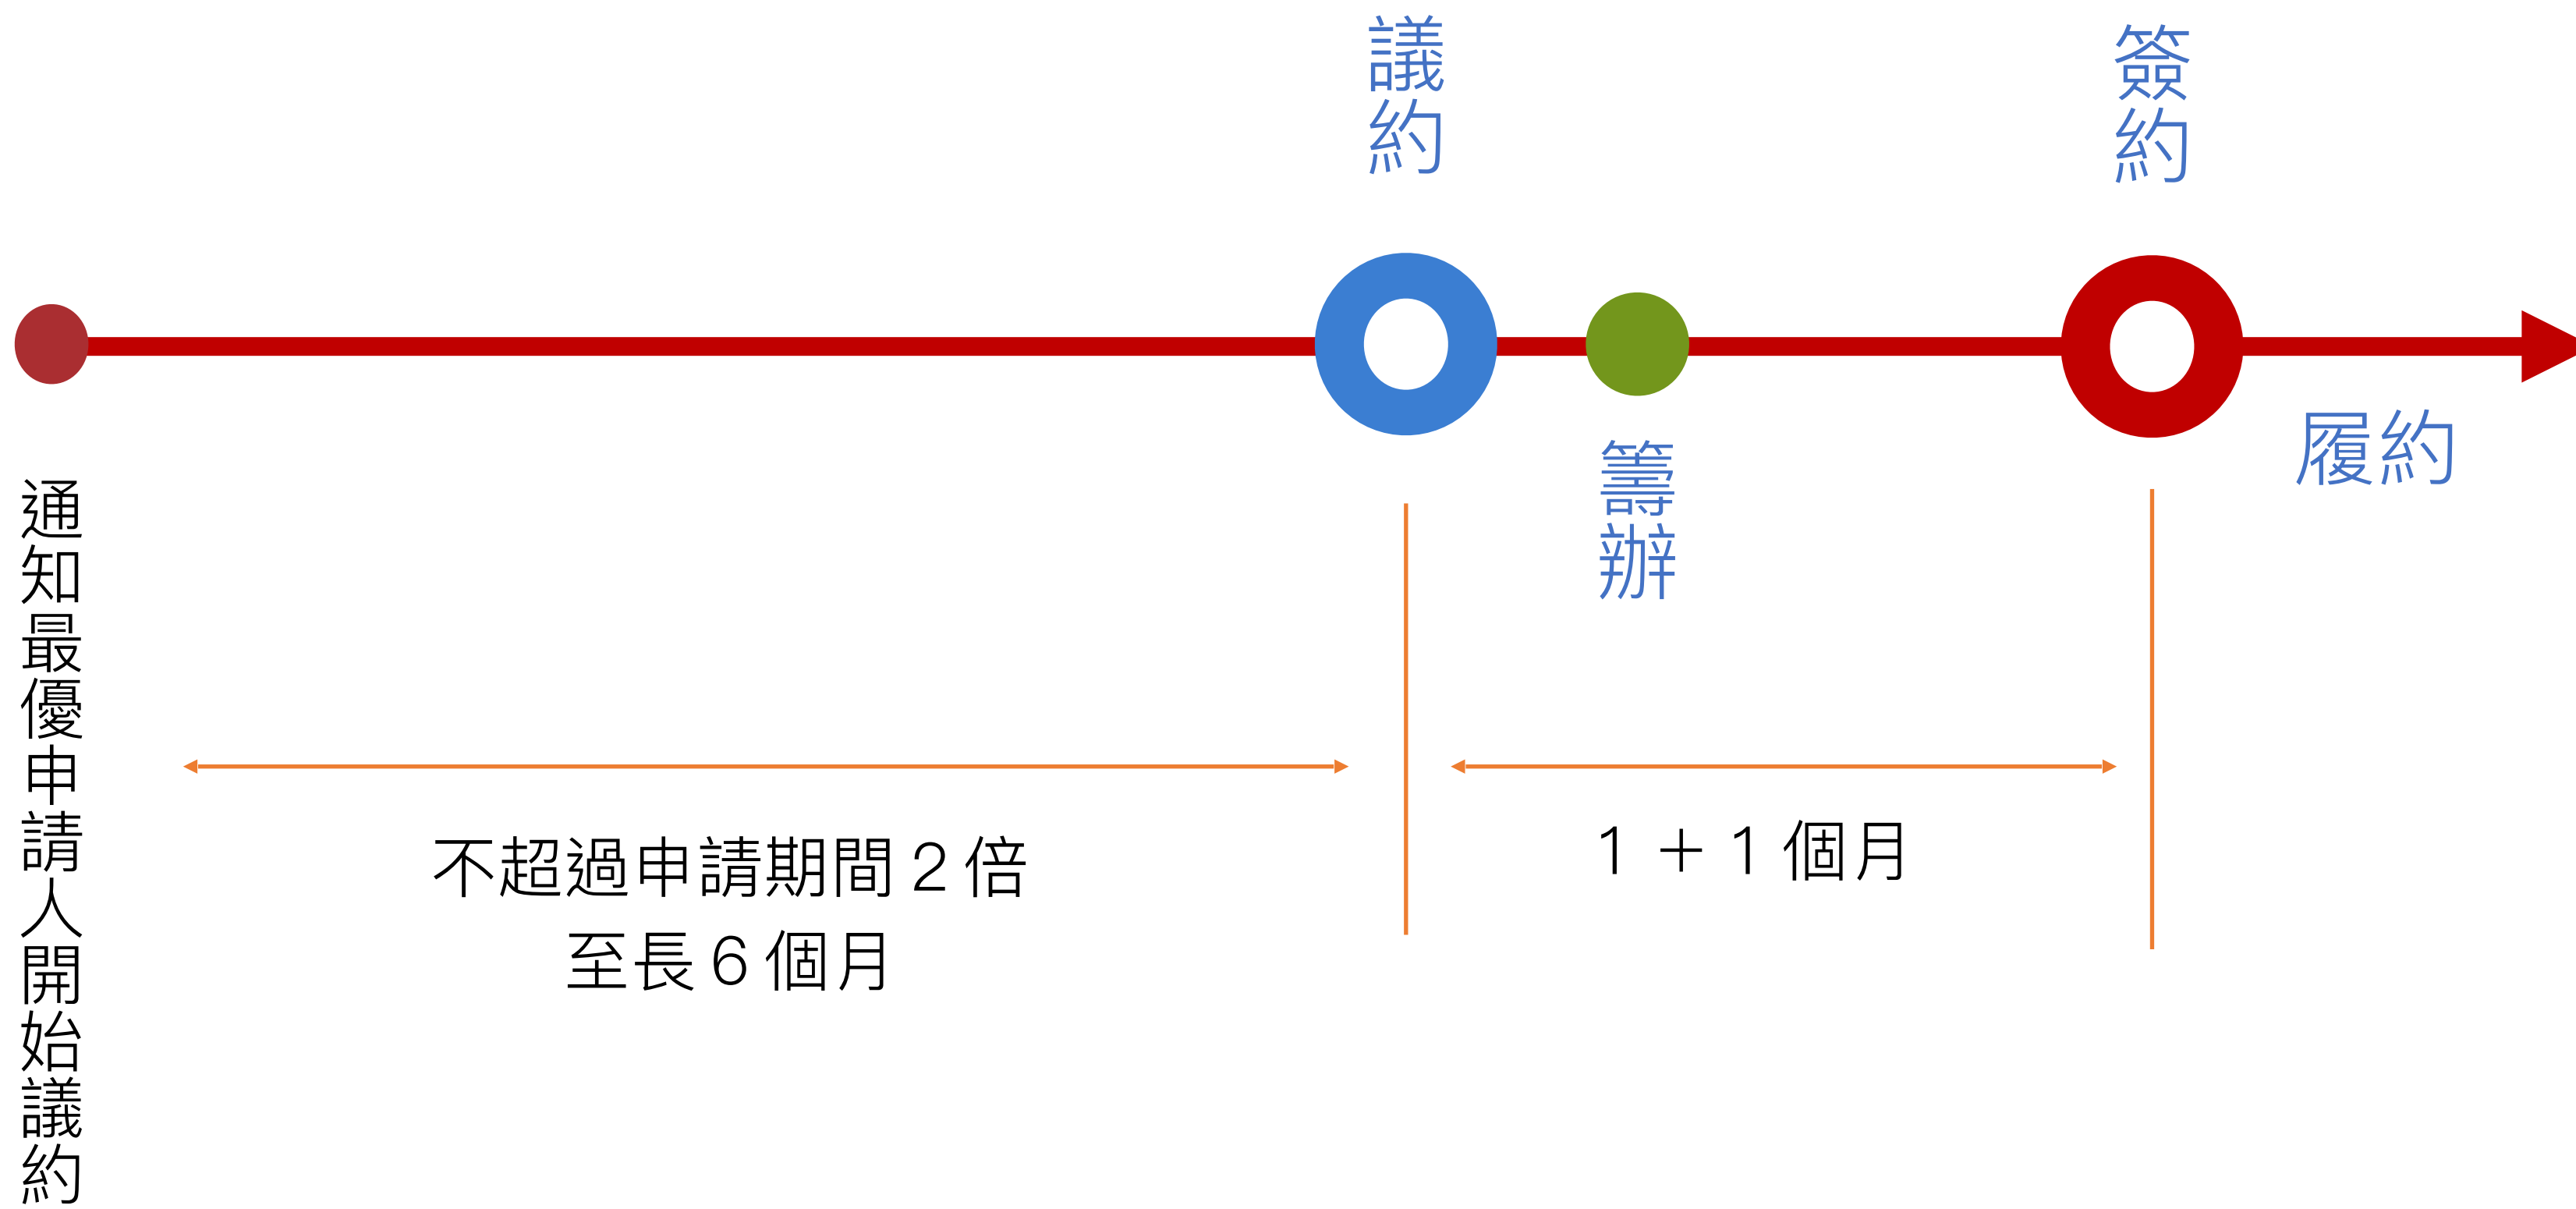 議約
簽約
履約
籌辦
通知最優申請人開始議約
不超過申請期間2倍
至長6個月
1+1個月